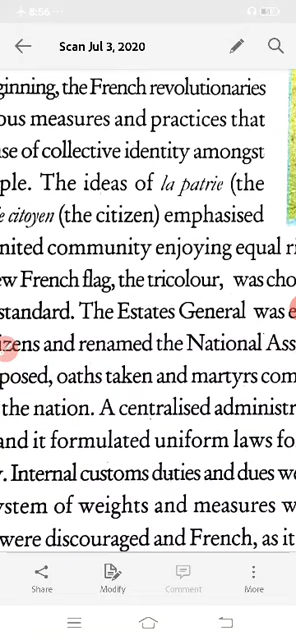 8:56
Scan Jul 3, 2020
ginning, the French revolutionaries
ous measures and practices that
se of collective identity amongst
ple. The ideas of la patrie (the
e citoyen (the citizen) emphasised
nited community enjoying equal ri
ew French flag, the tricolour, was cho
standard. The Estates General was e
izens and renamed the National Ass
posed, oaths taken and martyrs com
the nation. A centralised administr
and it formulated uniform laws fo
. Internal customs duties and dues we
ystem of weights and measures w
were discouraged and French, as it
Share Modify Comment More